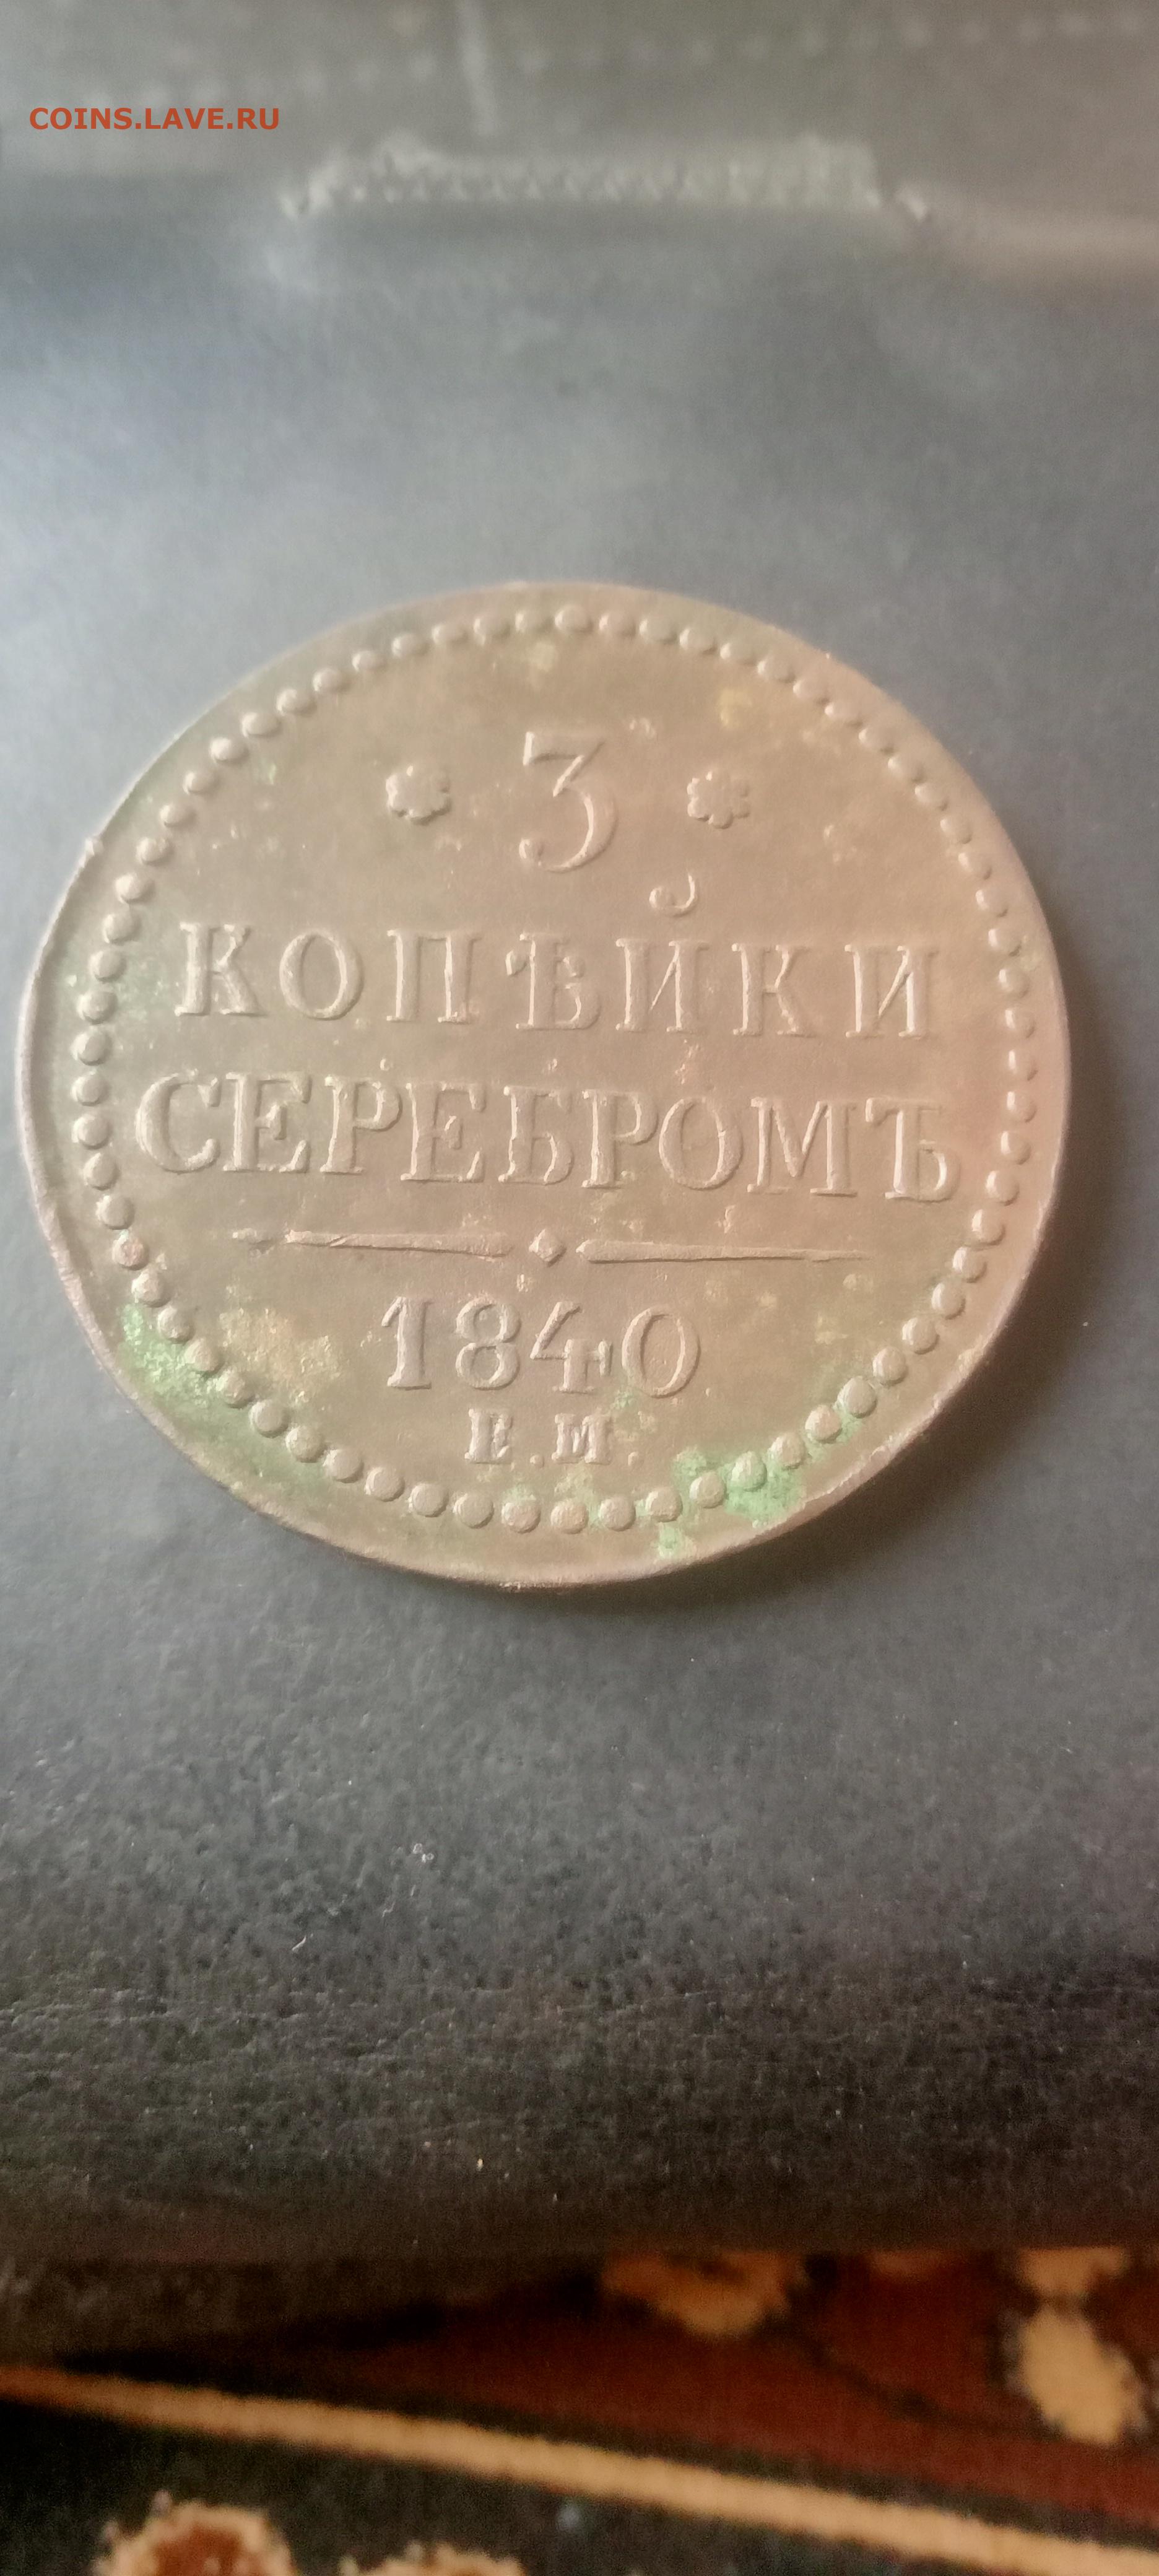 COINS.LAVE.RU
3
КОПѢЙКИ
СЕРЕБРОМЪ
1840
Е.М.